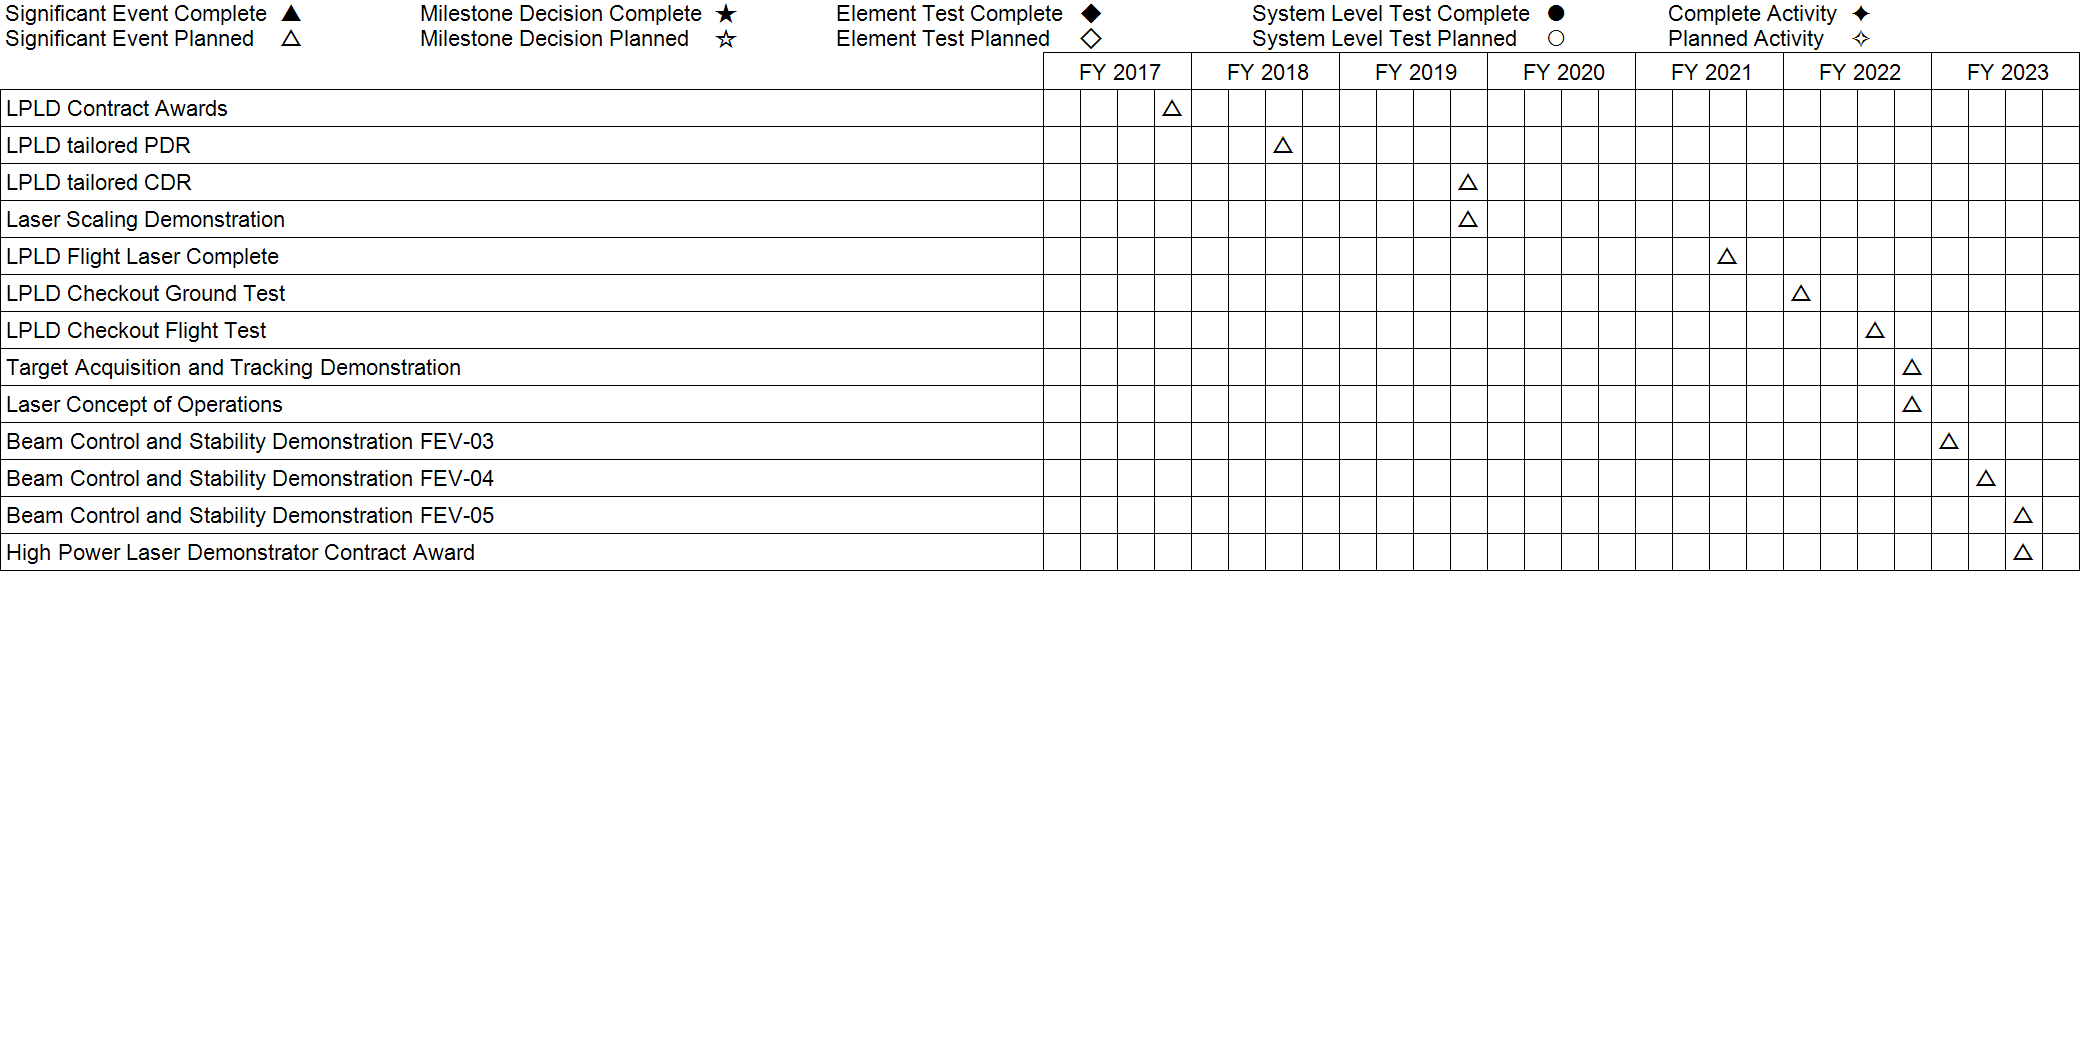 Significant Event Complete ▲ Milestone Decision Complete ★ Element Test Complete ◆ System Level Test Complete ● Complete Activity ✦
Significant Event Planned △ Milestone Decision Planned ☆ Element Test Planned ◇ System Level Test Planned ○ Planned Activity ✧
FY 2017 FY 2018 FY 2019 FY 2020 FY 2021 FY 2022 FY 2023
LPLD Contract Awards △
LPLD tailored PDR △
LPLD tailored CDR △
Laser Scaling Demonstration △
LPLD Flight Laser Complete △
LPLD Checkout Ground Test △
LPLD Checkout Flight Test △
Target Acquisition and Tracking Demonstration △
Laser Concept of Operations △
Beam Control and Stability Demonstration FEV-03 △
Beam Control and Stability Demonstration FEV-04 △
Beam Control and Stability Demonstration FEV-05 △
High Power Laser Demonstrator Contract Award △